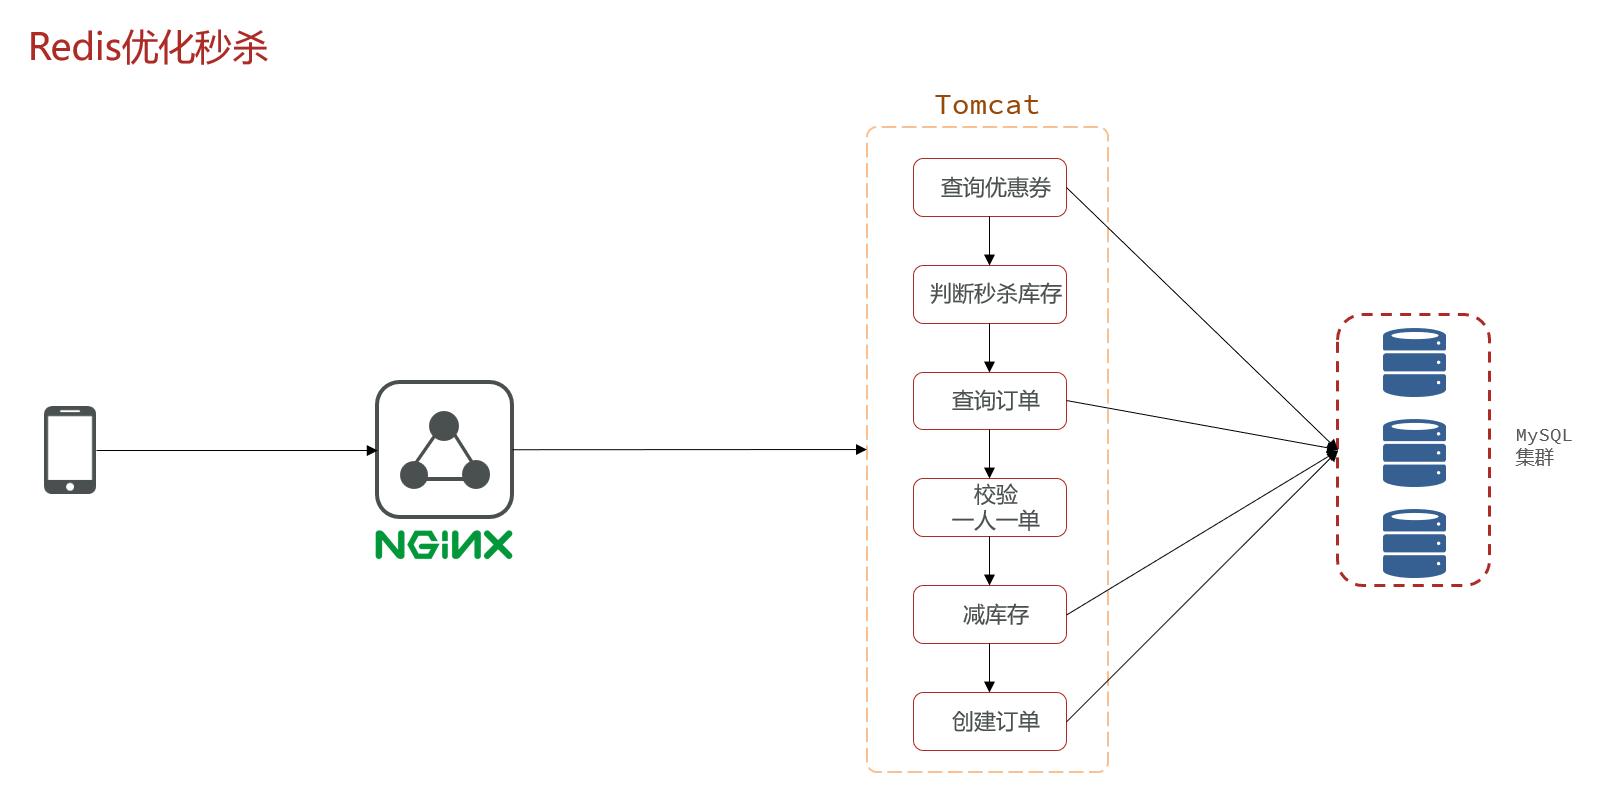 Redis优化秒杀
Tomcat
查询优惠券
判断秒杀库存
查询订单
校验
一人一单
减库存
创建订单
NGiNX
MySQL
集群